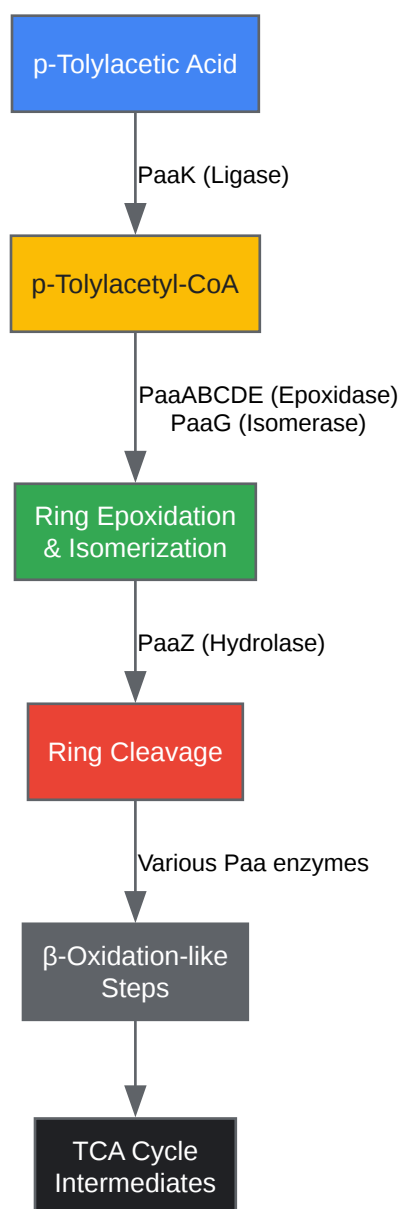 p-Tolylacetic Acid
PaaK (Ligase)
p-Tolylacetyl-CoA
PaaABCDE (Epoxidase)
PaaG (Isomerase)
Ring Epoxidation
& Isomerization
PaaZ (Hydrolase)
Ring Cleavage
Various Paa enzymes
β-Oxidation-like
Steps
TCA Cycle
Intermediates